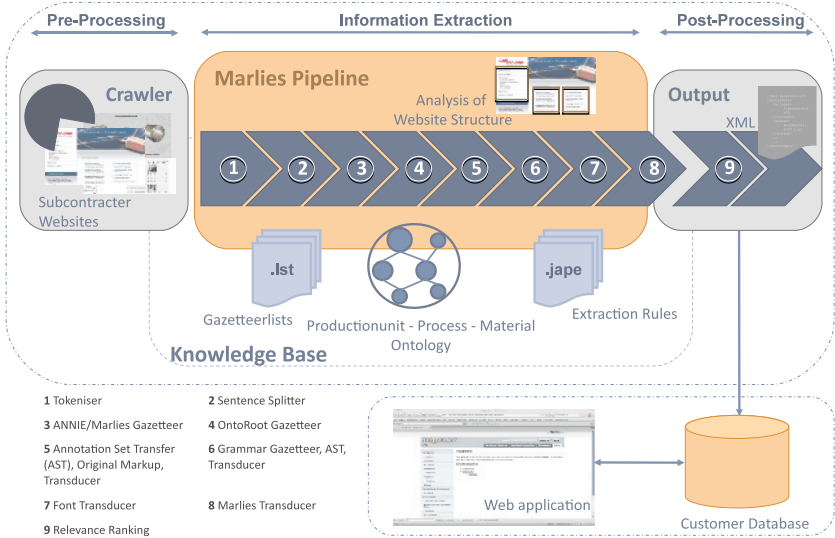 Pre-Processing
Information Extraction
Post-Processing
Crawler
Marlies Pipeline
Output
Analysis of
Website Structure
XML
1
2
3
4
5
6
7
8
9
Subcontracter
Websites
.lst
.jape
Gazetteerlists
Productionunit - Process - Material
Ontology
Extraction Rules
Knowledge Base
1 Tokeniser
2 Sentence Splitter
3 ANNIE/Marlies Gazetteer
4 OntoRoot Gazetteer
5 Annotation Set Transfer
(AST), Original Markup,
Transducer
6 Grammar Gazetteer, AST,
Transducer
7 Font Transducer
8 Marlies Transducer
9 Relevance Ranking
Web application
Customer Database